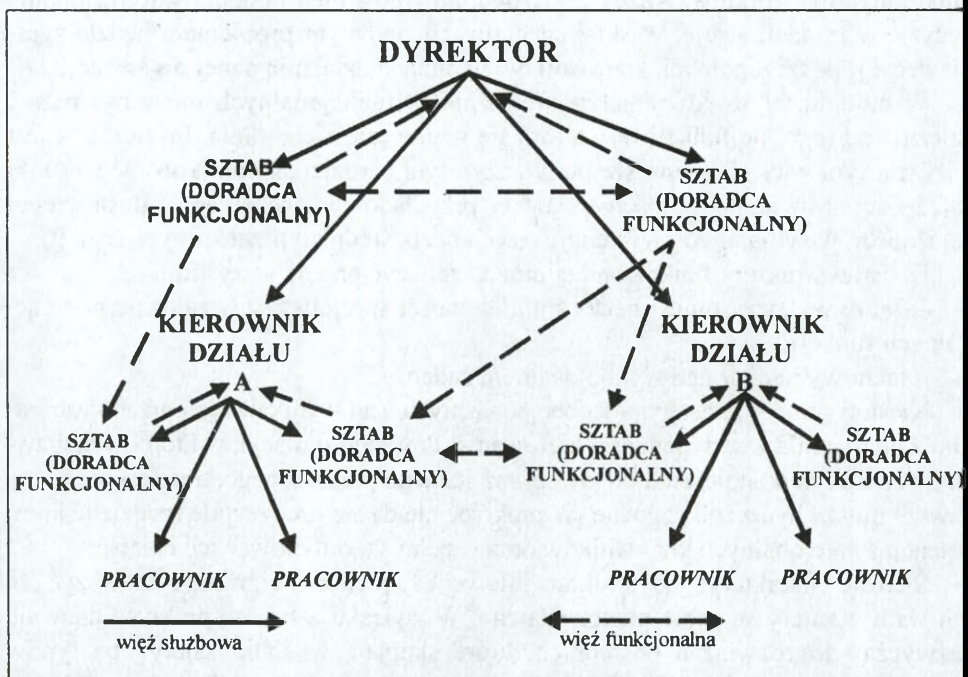 DYREKTOR
SZTAB
(DORADCA
FUNKCJONALNY)
SZTAB
(DORADCA
FUNKCJONALNY)
KIEROWNIK
DZIAŁU
A
KIEROWNIK
DZIAŁU
B
SZTAB
(DORADCA
FUNKCJONALNY)
SZTAB
(DORADCA
FUNKCJONALNY)
SZTAB
(DORADCA
FUNKCJONALNY)
SZTAB
(DORADCA
FUNKCJONALNY)
PRACOWNIK
PRACOWNIK
PRACOWNIK
PRACOWNIK
więź służbowa
więź funkcjonalna